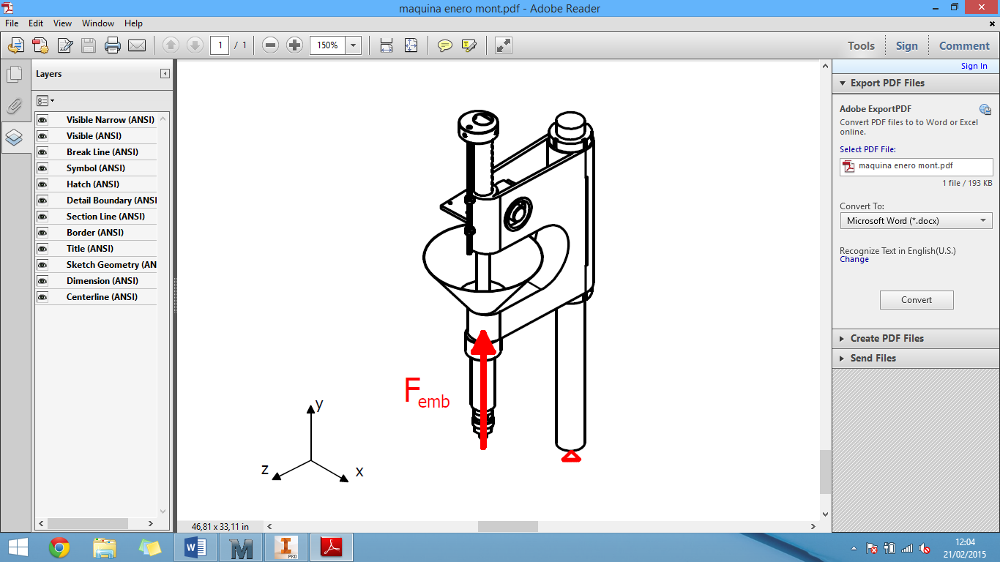 maquina enero mont.pdf - Adobe Reader
File Edit View Window Help
1 / 1
150%
Tools Sign Comment
Layers
Visible Narrow (ANSI)
Visible (ANSI)
Break Line (ANSI)
Symbol (ANSI)
Hatch (ANSI)
Detail Boundary (ANSI
Section Line (ANSI)
Border (ANSI)
Title (ANSI)
Sketch Geometry (AN
Dimension (ANSI)
Centerline (ANSI)
Femb
y
z
x
46,81 x 33,11 in
Sign In
Export PDF Files
Adobe ExportPDF
Convert PDF files to to Word or Excel
online.
Select PDF File:
maquina enero mont.pdf
1 file / 193 KB
Convert To:
Microsoft Word (*.docx)
Recognize Text in English(U.S.)
Change
Convert
Create PDF Files
Send Files
PRO
12:04
21/02/2015